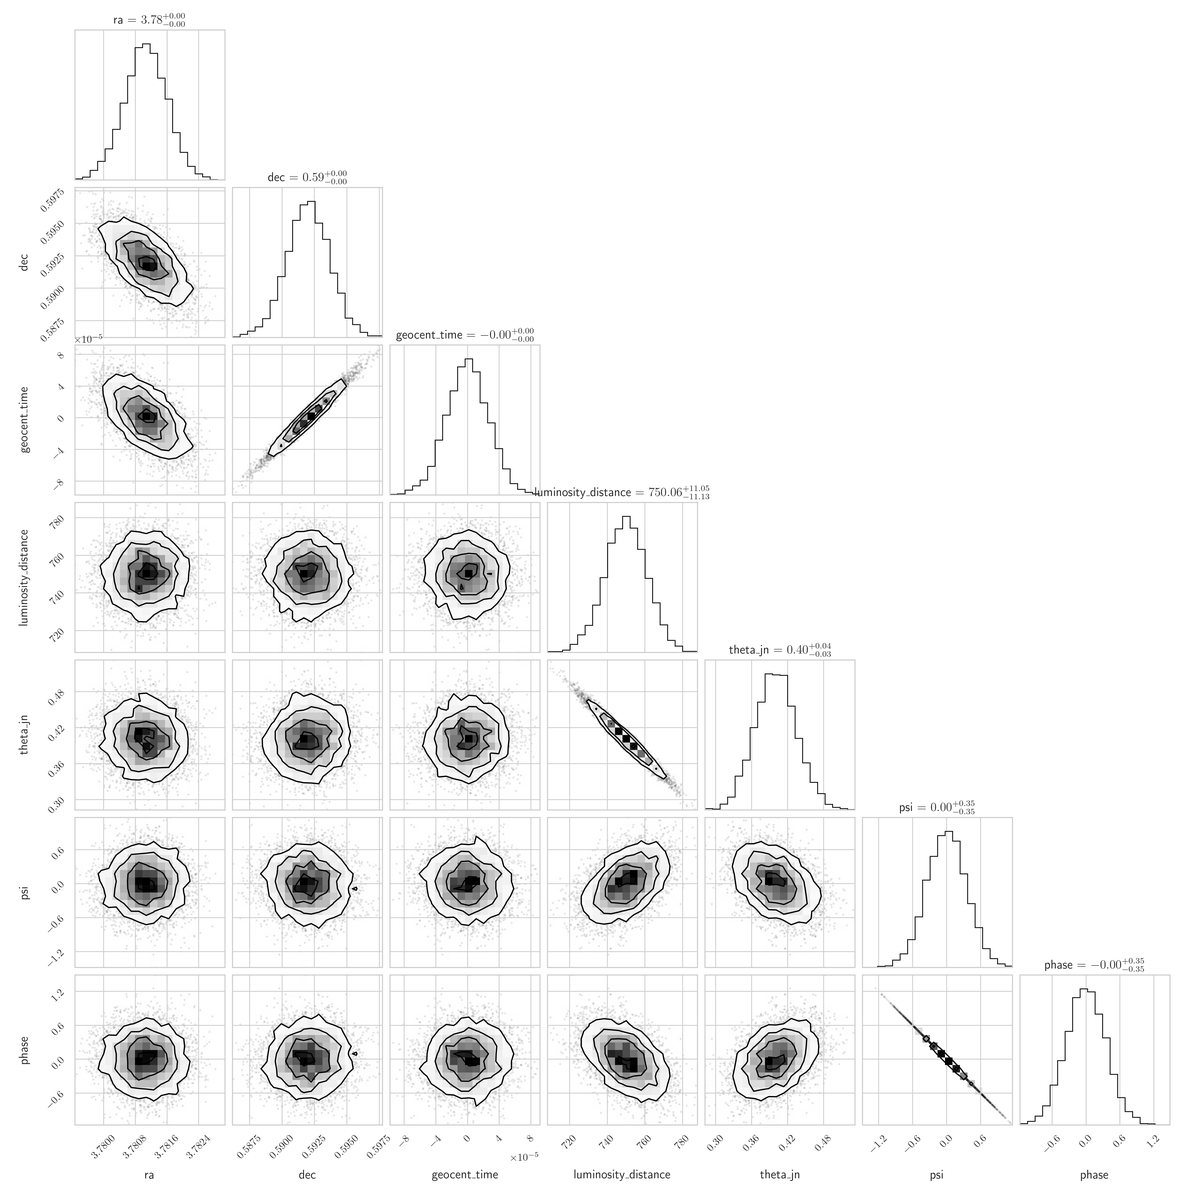 ra = 3.78+0.00−0.00
dec = 0.59+0.00−0.00
0.5975
0.5950
0.5925
0.5900
0.5875
dec
×10−5
geocent_time = −0.00+0.00−0.00
8
4
0
−4
−8
geocent_time
luminosity_distance = 750.06+11.05−11.13
780
760
740
720
luminosity_distance
theta_jn = 0.40+0.04−0.03
0.48
0.42
0.36
0.30
theta_jn
psi = 0.00+0.35−0.35
0.6
0.0
−0.6
−1.2
psi
phase = −0.00+0.35−0.35
1.2
0.6
0.0
−0.6
phase
3.7800 3.7808 3.7816 3.7824 0.5875 0.5900 0.5925 0.5950 0.5975 −8 −4 0 4 8 720 740 760 780 0.30 0.36 0.42 0.48 −1.2 −0.6 0.0 0.6 −0.6 0.0 0.6 1.2
×10−5
ra dec geocent_time luminosity_distance theta_jn psi phase